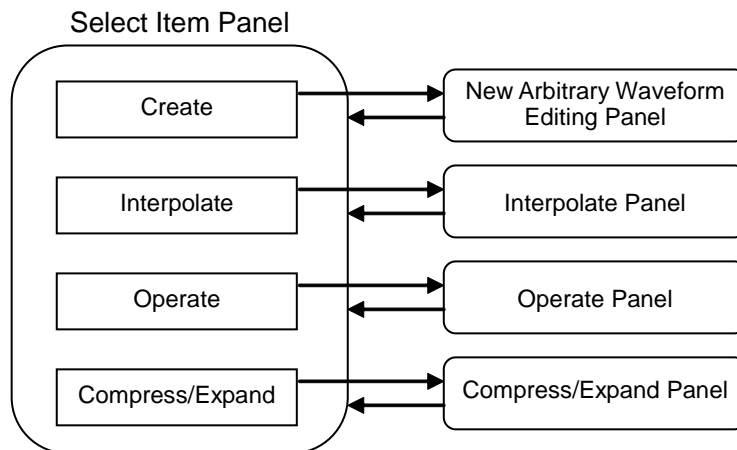 Select Item Panel
Create
New Arbitrary Waveform
Editing Panel
Interpolate
Interpolate Panel
Operate
Operate Panel
Compress/Expand
Compress/Expand Panel